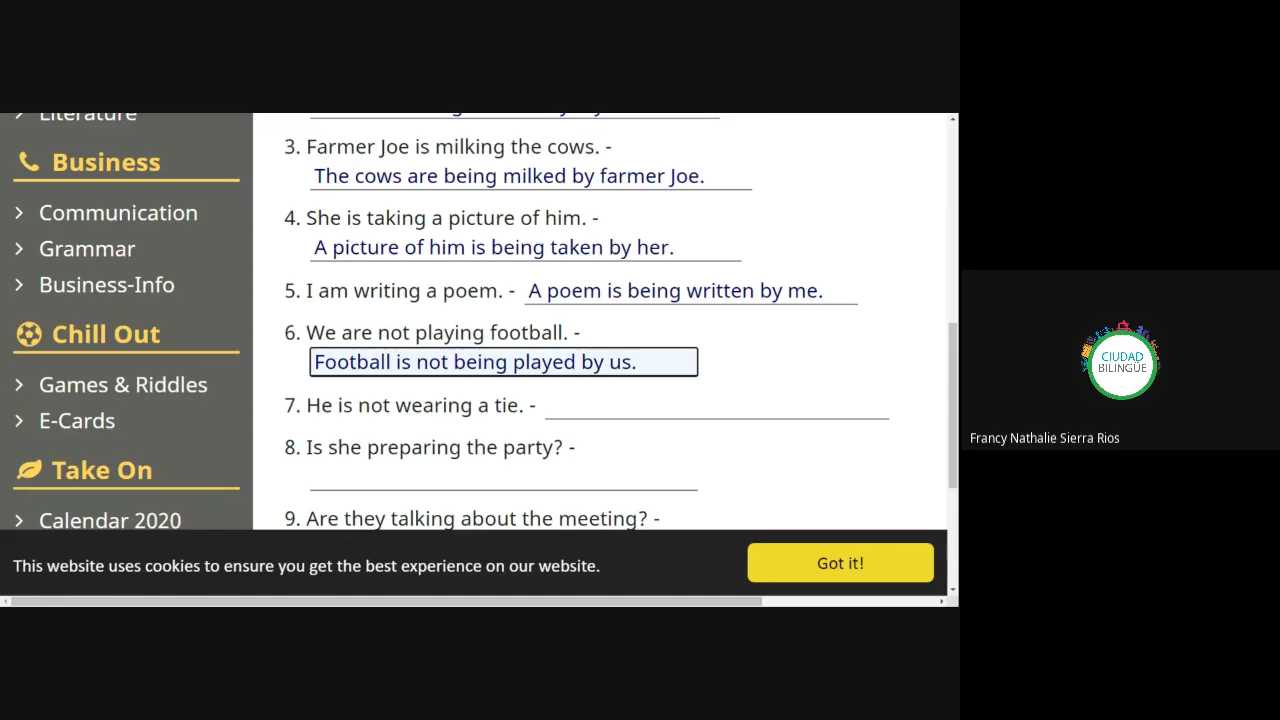 Literature
Business
Communication
Grammar
Business-Info
Chill Out
Games & Riddles
E-Cards
Take On
Calendar 2020
3. Farmer Joe is milking the cows. -
The cows are being milked by farmer Joe.
4. She is taking a picture of him. -
A picture of him is being taken by her.
5. I am writing a poem. - A poem is being written by me.
6. We are not playing football. -
Football is not being played by us.
7. He is not wearing a tie. -
8. Is she preparing the party? -
9. Are they talking about the meeting? -
This website uses cookies to ensure you get the best experience on our website.
Got it!
CIUDAD
BILINGÜE
Francy Nathalie Sierra Rios